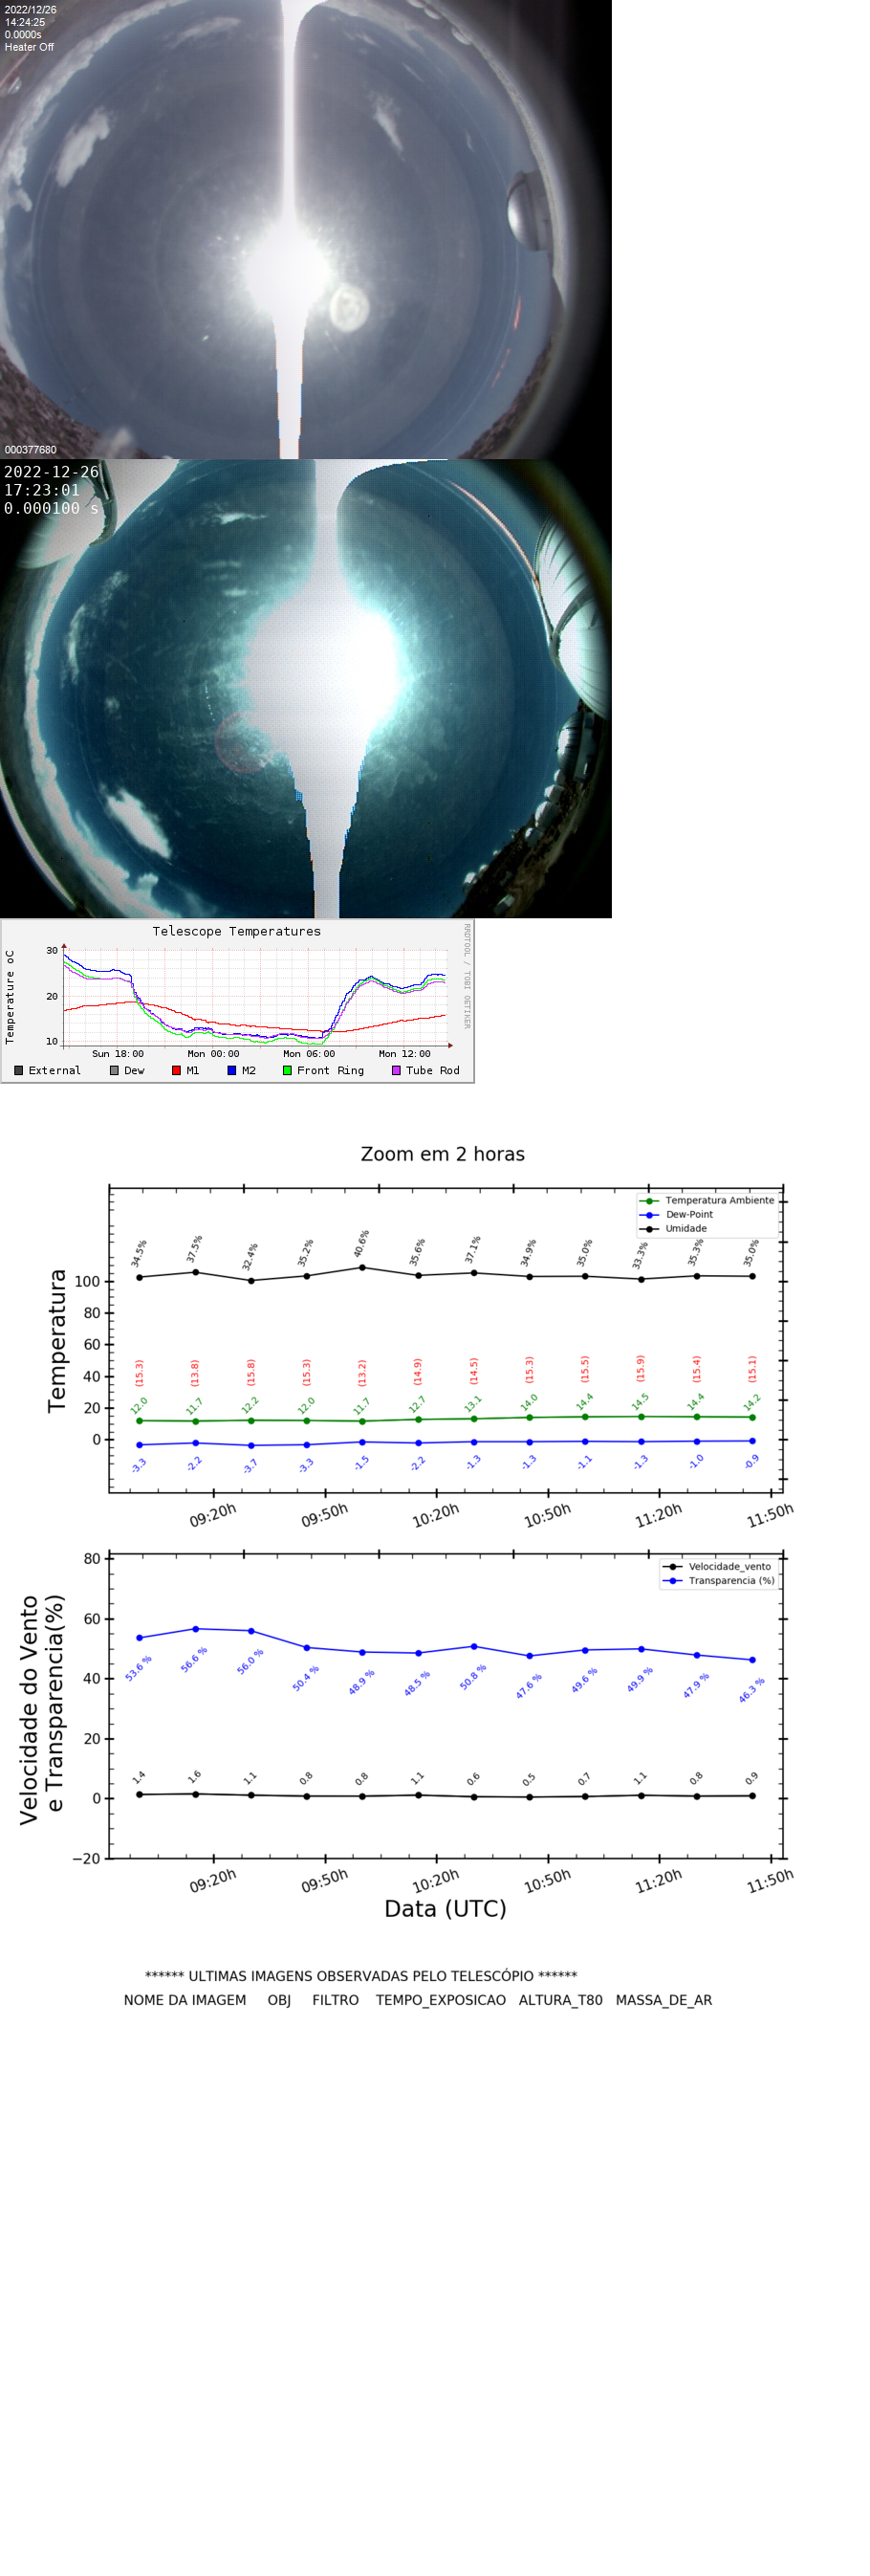 2022/12/26
14:24:25
0.0000s
Heater Off
000377680
2022-12-26
17:23:01
0.000100 s
Telescope Temperatures
RRDTOOL / TOBI OETIKER
Temperature oC
30
20
10
Sun 18:00 Mon 00:00 Mon 06:00 Mon 12:00
External Dew M1 M2 Front Ring Tube Rod
Zoom em 2 horas
Temperatura Ambiente
Dew-Point
Umidade
Temperatura
34.5% 37.5% 32.4% 35.2% 40.6% 35.6% 37.1% 34.9% 35.0% 33.3% 35.3% 35.0%
100
80
60
40
20
0
(15.3) (13.8) (15.8) (15.3) (13.2) (14.9) (14.5) (15.3) (15.5) (15.9) (15.4) (15.1)
12.0 11.7 12.2 12.0 11.7 12.7 13.1 14.0 14.4 14.5 14.4 14.2
-3.3 -2.2 -3.7 -3.3 -1.5 -2.2 -1.3 -1.3 -1.1 -1.3 -1.0 -0.9
09:20h 09:50h 10:20h 10:50h 11:20h 11:50h
Velocidade_vento
Transparencia (%)
Velocidade do Vento
e Transparencia(%)
80
60
40
20
0
−20
53.6 % 56.6 % 56.0 % 50.4 % 48.9 % 48.5 % 50.8 % 47.6 % 49.6 % 49.9 % 47.9 % 46.3 %
1.4 1.6 1.1 0.8 0.8 1.1 0.6 0.5 0.7 1.1 0.8 0.9
09:20h 09:50h 10:20h 10:50h 11:20h 11:50h
Data (UTC)
****** ULTIMAS IMAGENS OBSERVADAS PELO TELESCÓPIO ******
NOME DA IMAGEM OBJ FILTRO TEMPO_EXPOSICAO ALTURA_T80 MASSA_DE_AR